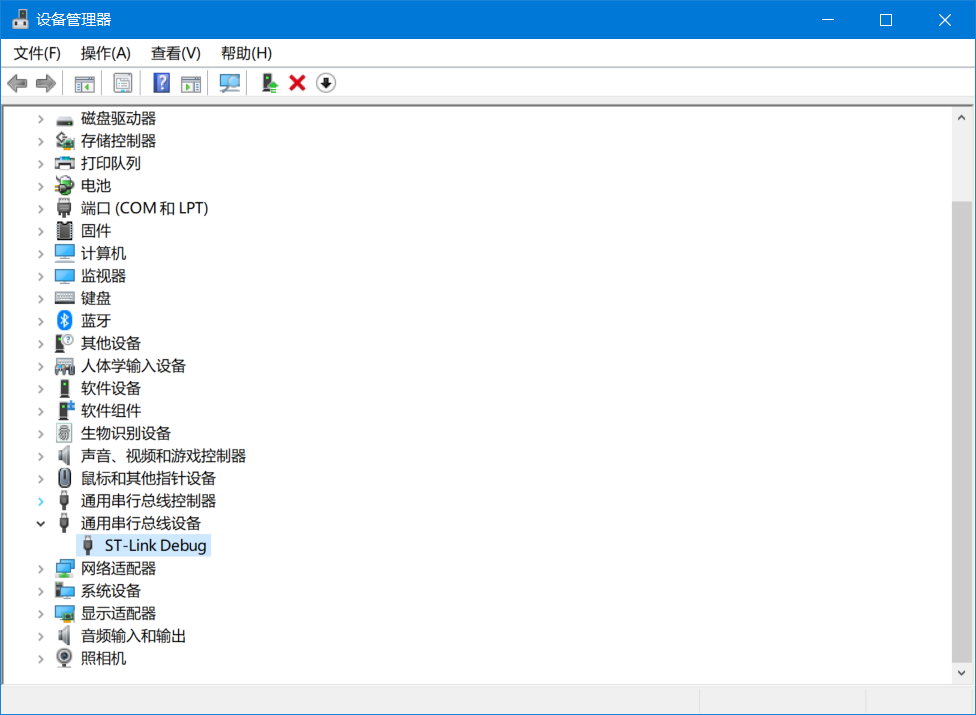 设备管理器
文件(F) 操作(A) 查看(V) 帮助(H)
磁盘驱动器
存储控制器
打印队列
电池
端口 (COM 和 LPT)
固件
计算机
监视器
键盘
蓝牙
其他设备
人体学输入设备
软件设备
软件组件
生物识别设备
声音、视频和游戏控制器
鼠标和其他指针设备
通用串行总线控制器
通用串行总线设备
ST-Link Debug
网络适配器
系统设备
显示适配器
音频输入和输出
照相机